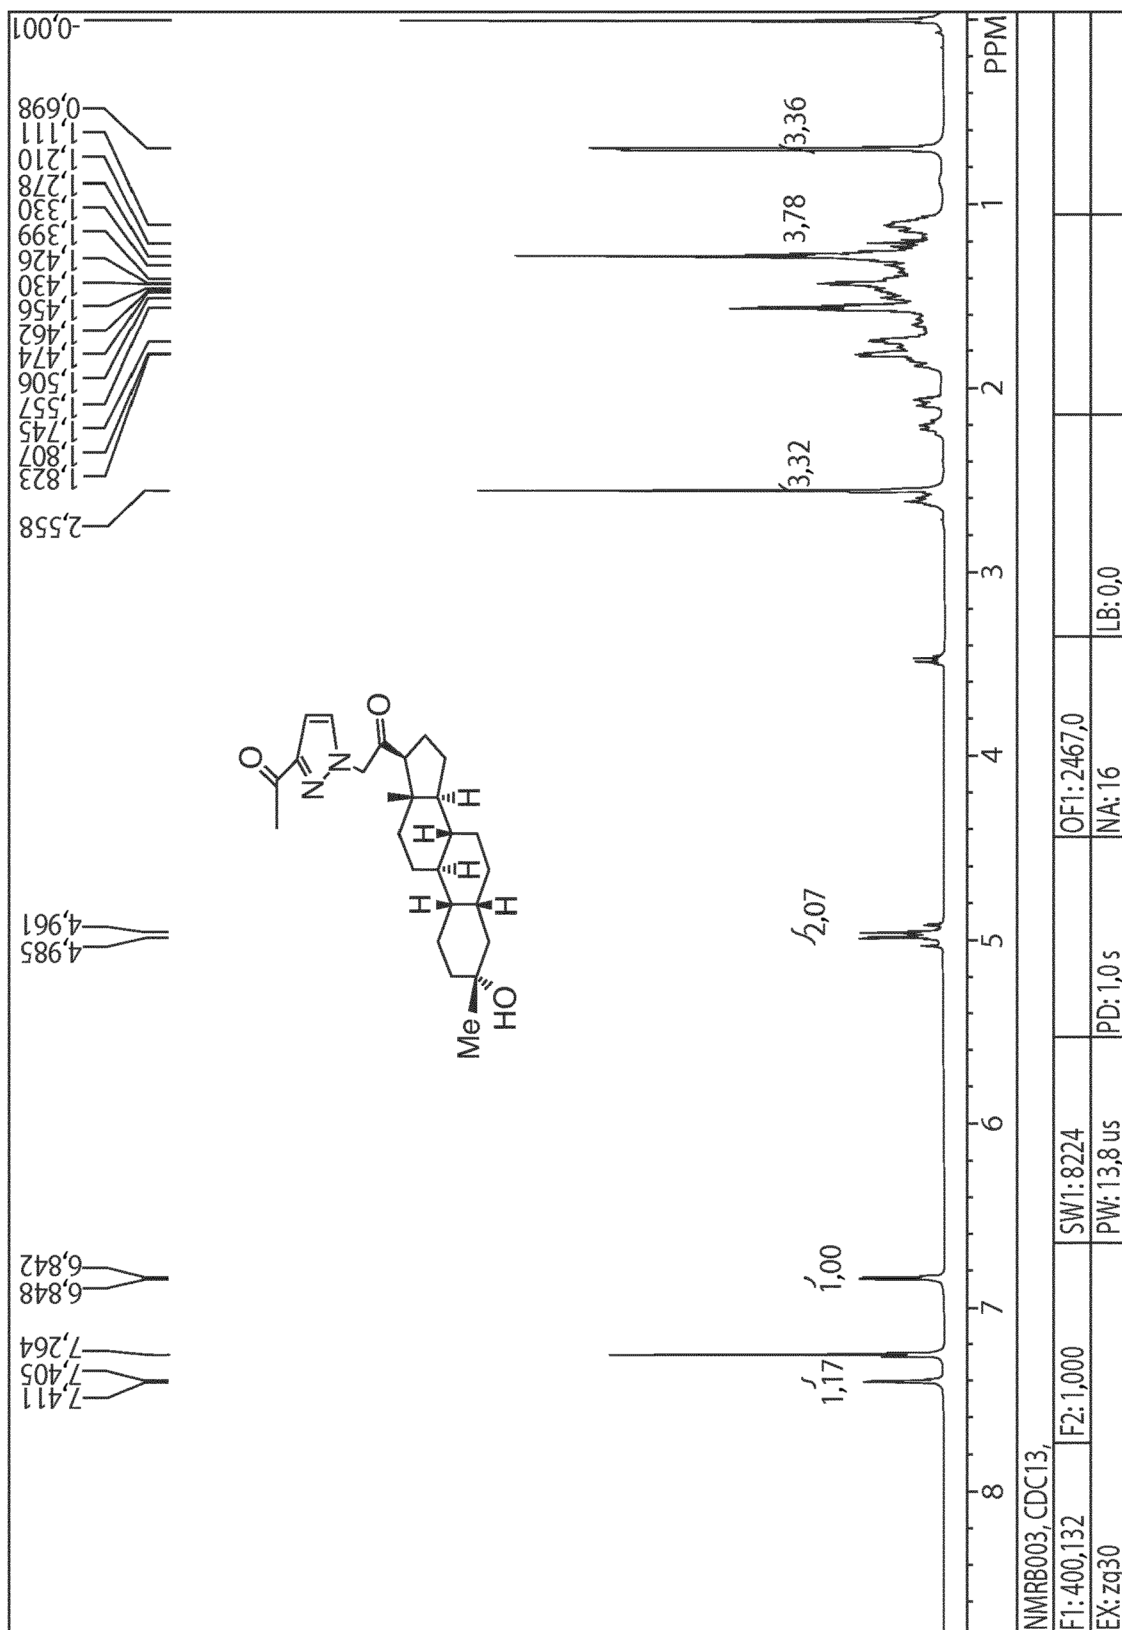 7,411
7,405
7,264
6,848
6,842
4,985
4,961
2,558
1,823
1,807
1,745
1,557
1,506
1,474
1,462
1,456
1,430
1,426
1,399
1,330
1,278
1,210
1,111
0,698
-0,001
O
N
N
O
H
H
H
H
H
Me
HO
1,17
1,00
2,07
3,32
3,78
3,36
8
7
6
5
4
3
2
1
PPM
NMRB003, CDC13,
F1: 400,132 F2: 1,000 SW1: 8224 OF1: 2467,0
EX: zq30 PW: 13,8 us PD: 1,0 s NA: 16 LB: 0,0